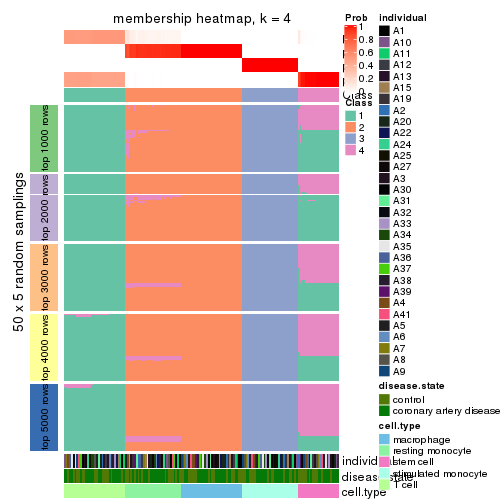 membership heatmap, k = 4
50 x 5 random samplings
top 1000 rows
top 2000 rows
top 3000 rows
top 4000 rows
top 5000 rows
Class
individual
disease.state
cell.type
Prob
1
0.8
0.6
0.4
0.2
0
Class
1
2
3
4
individual
A1
A10
A11
A12
A13
A15
A19
A2
A20
A22
A24
A25
A27
A3
A30
A31
A32
A33
A34
A35
A36
A37
A38
A39
A4
A41
A5
A6
A7
A8
A9
disease.state
control
coronary artery disease
cell.type
macrophage
resting monocyte
stem cell
stimulated monocyte
T cell